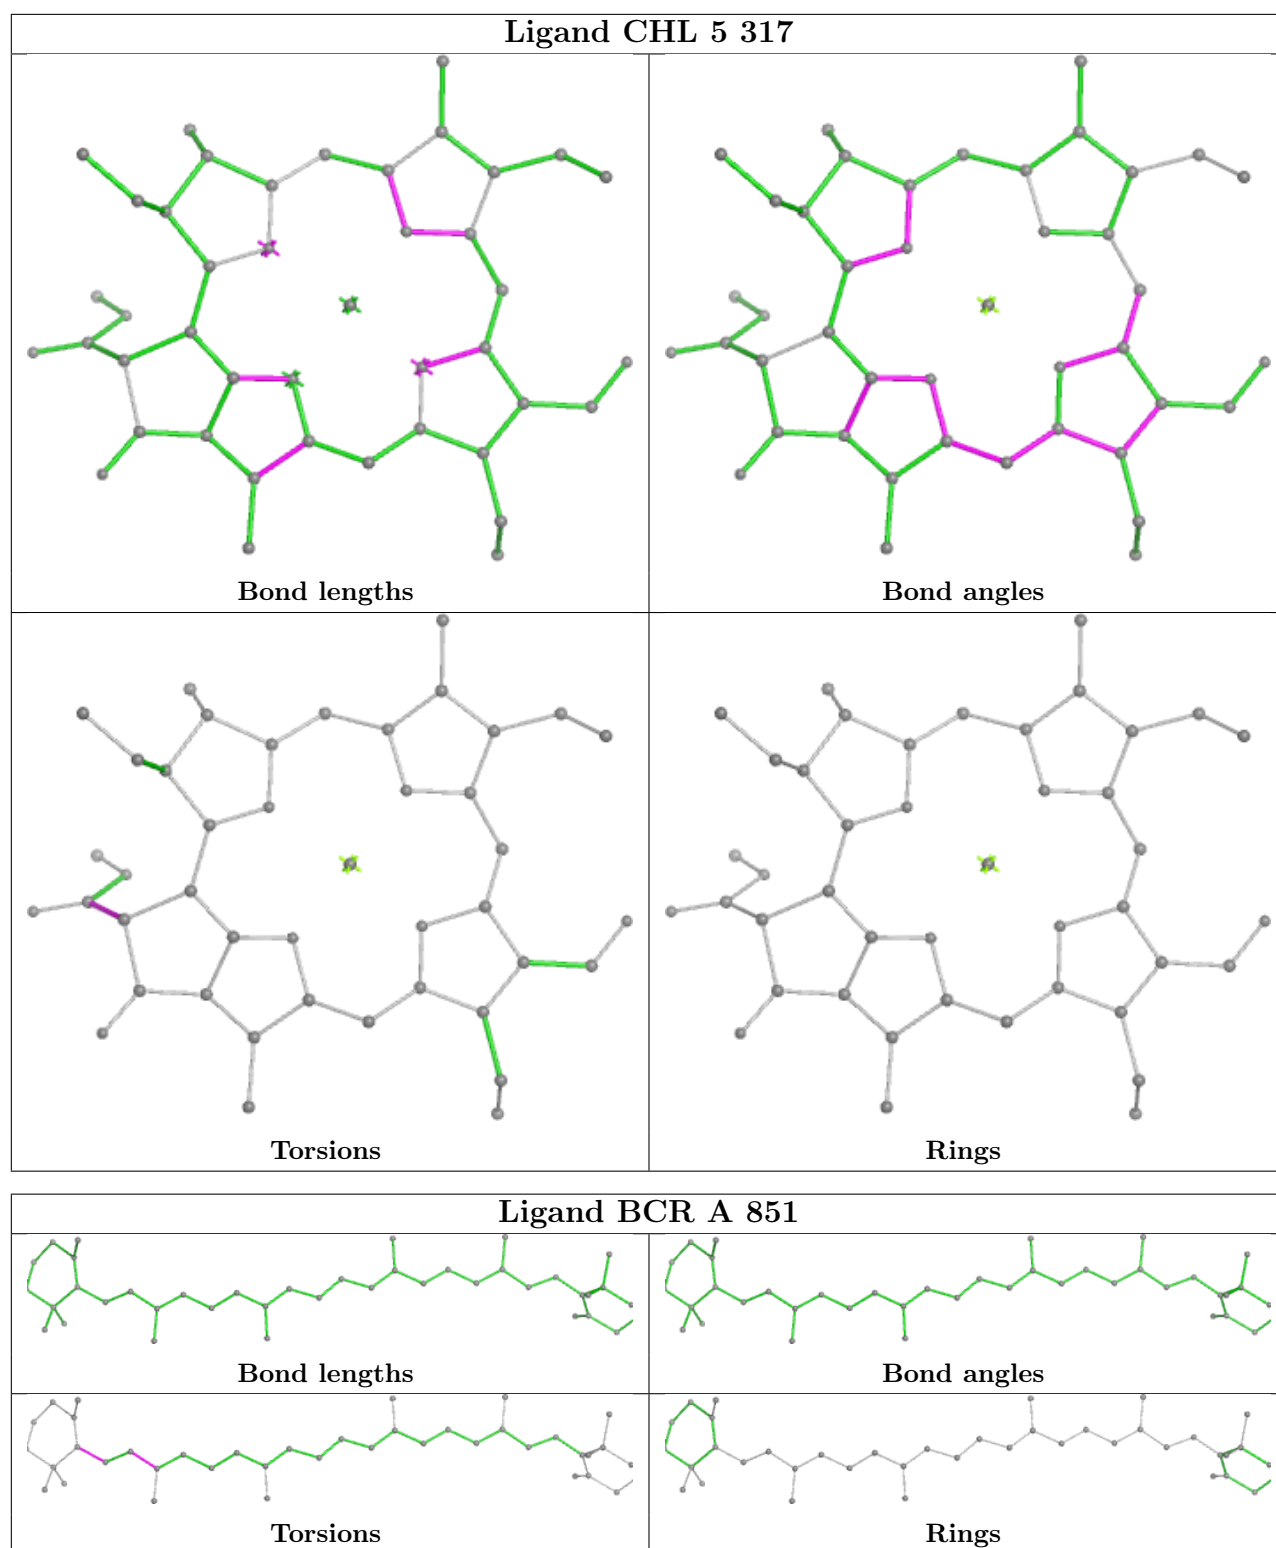 Ligand CHL 5 317
Bond lengths
Bond angles
Torsions
Rings
Ligand BCR A 851
Bond lengths
Bond angles
Torsions
Rings